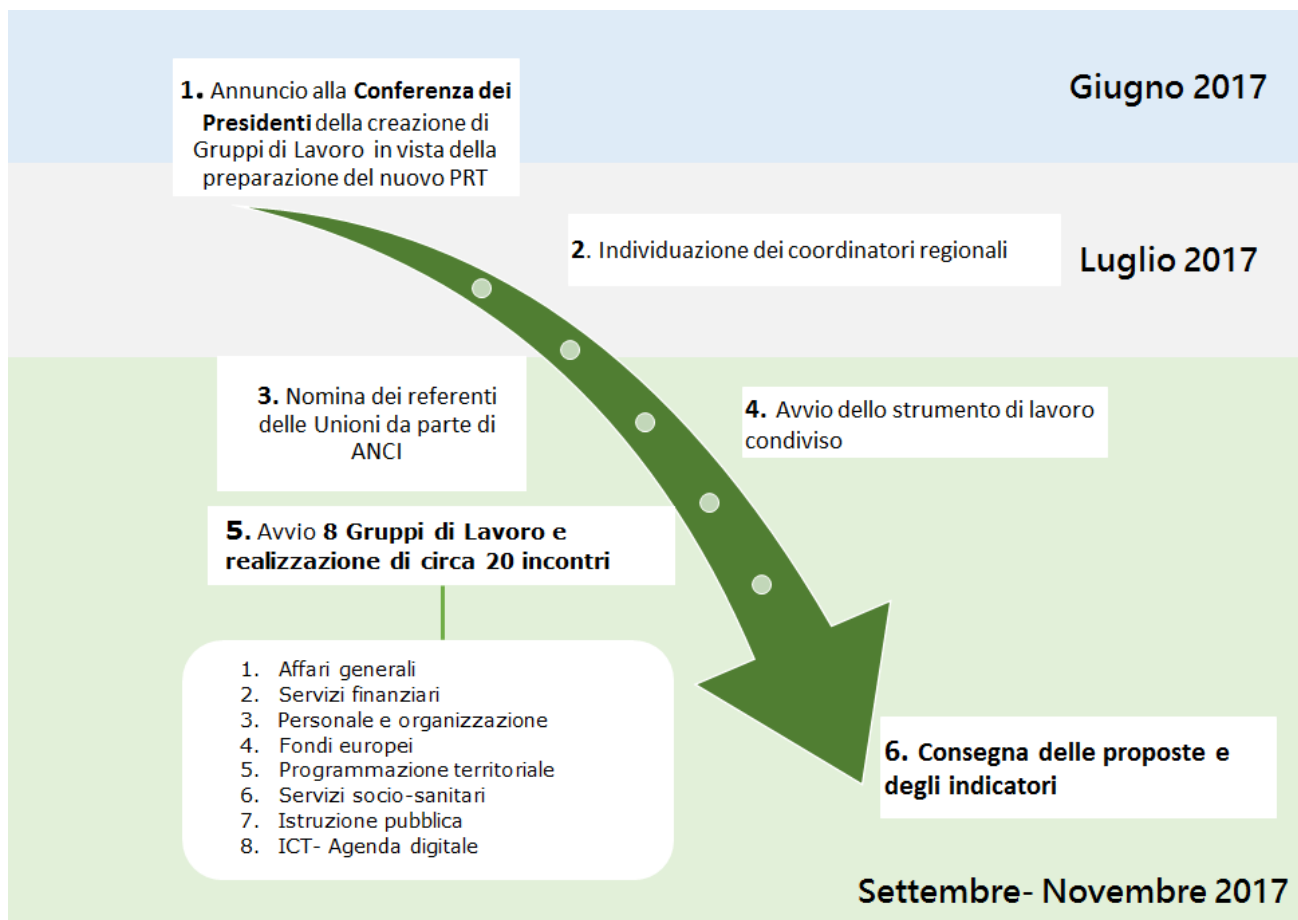 Giugno 2017
1. Annuncio alla Conferenza dei
Presidenti della creazione di
Gruppi di Lavoro in vista della
preparazione del nuovo PRT
2. Individuazione dei coordinatori regionali
Luglio 2017
3. Nomina dei referenti
delle Unioni da parte di
ANCI
4. Avvio dello strumento di lavoro
condiviso
5. Avvio 8 Gruppi di Lavoro e
realizzazione di circa 20 incontri
1. Affari generali
2. Servizi finanziari
3. Personale e organizzazione
4. Fondi europei
5. Programmazione territoriale
6. Servizi socio-sanitari
7. Istruzione pubblica
8. ICT- Agenda digitale
6. Consegna delle proposte e
degli indicatori
Settembre- Novembre 2017